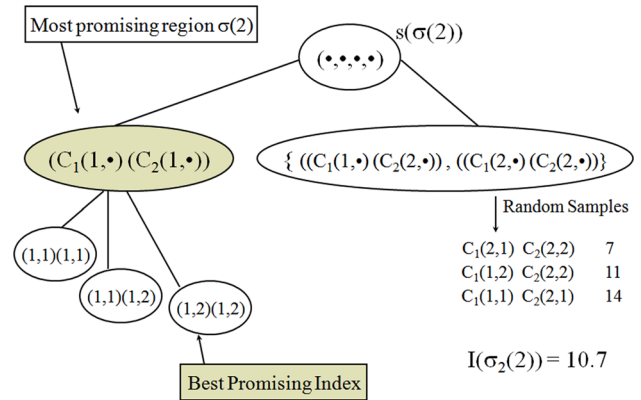 Most promising region σ(2)
s(σ(2))
(•,•,•,•)
(C₁(1,•) (C₂(1,•))
{ ((C₁(1,•) (C₂(2,•)) , ((C₁(2,•) (C₂(2,•))}
Random Samples
(1,1)(1,1)
(1,1)(1,2)
(1,2)(1,2)
C₁(2,1) C₂(2,2) 7
C₁(1,2) C₂(2,2) 11
C₁(1,1) C₂(2,1) 14
I(σ₂(2)) = 10.7
Best Promising Index